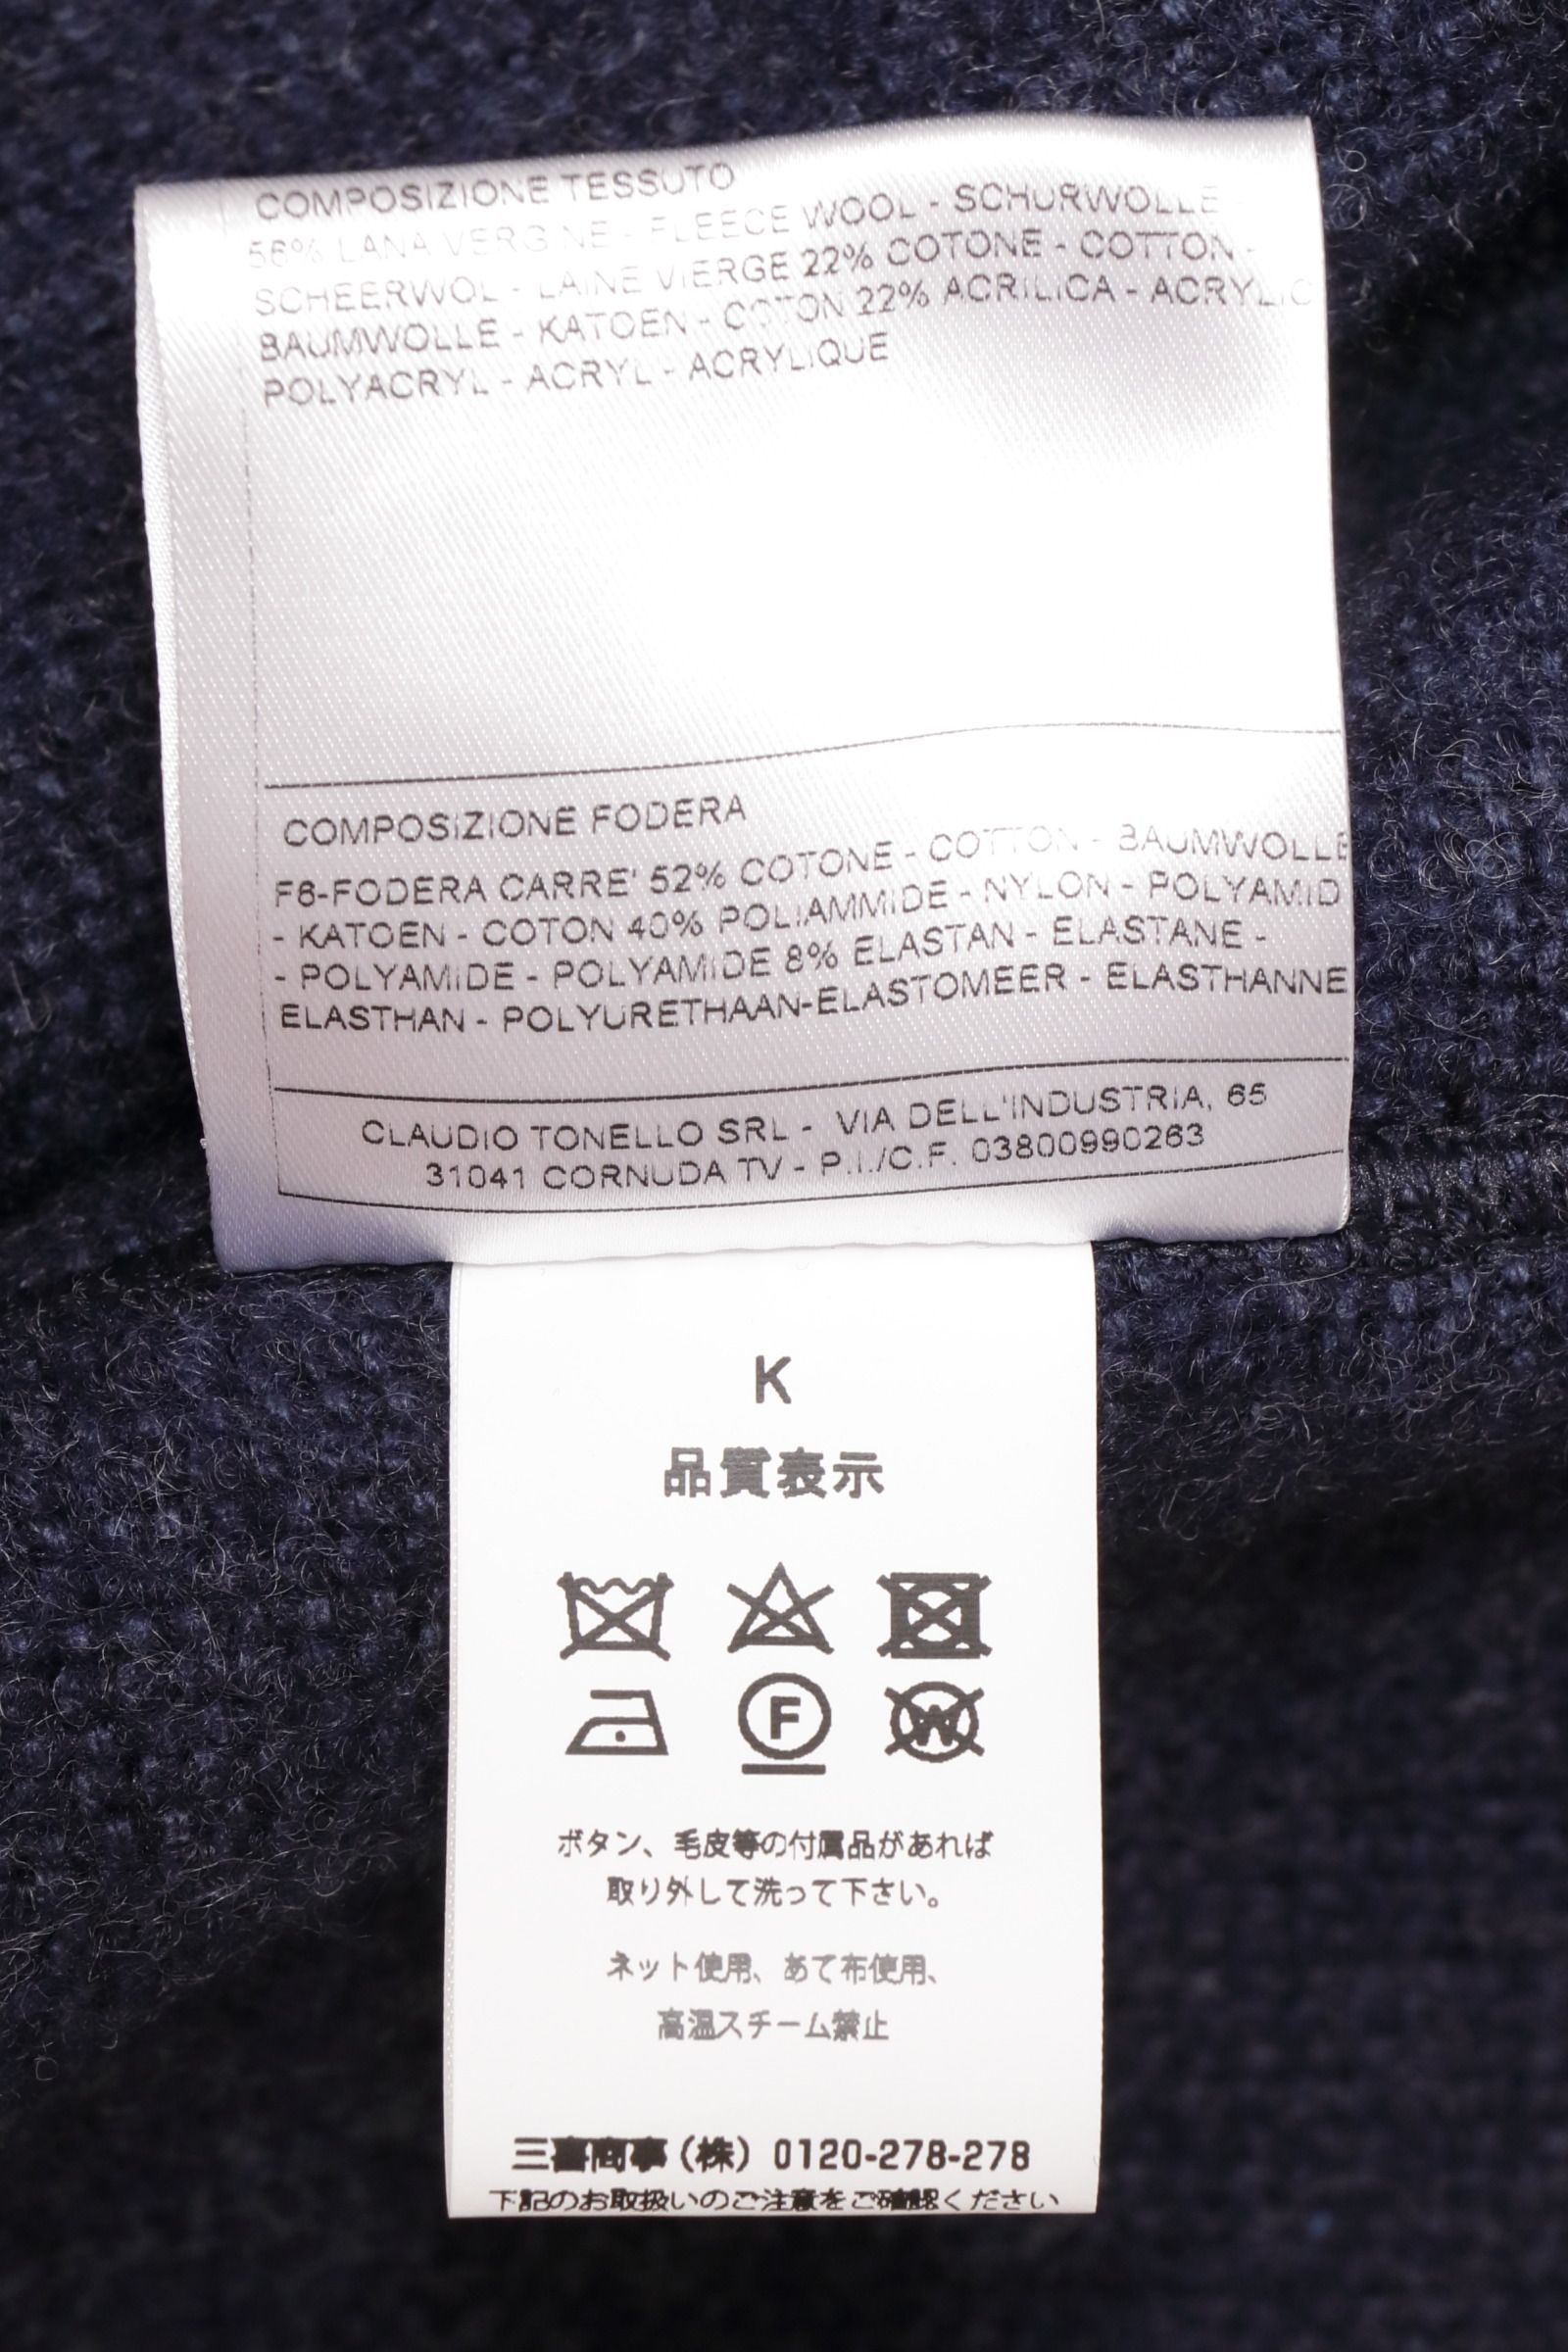 COMPOSIZIONE TESSUTO
56% LANA VERGINE - FLEECE WOOL - SCHURWOLLE -
SCHEERWOL - LAINE VIERGE 22% COTONE - COTTON -
BAUMWOLLE - KATOEN - COTON 22% ACRILICA - ACRYLIC
POLYACRYL - ACRYL - ACRYLIQUE
COMPOSIZIONE FODERA
F6-FODERA CARRE' 52% COTONE - COTTON - BAUMWOLLE
- KATOEN - COTON 40% POLIAMMIDE - NYLON - POLYAMID
- POLYAMIDE - POLYAMIDE 8% ELASTAN - ELASTANE -
ELASTHAN - POLYURETHAAN-ELASTOMEER - ELASTHANNE
CLAUDIO TONELLO SRL - VIA DELL'INDUSTRIA, 65
31041 CORNUDA TV - P.I./C.F. 03800990263
K
品質表示
F W
ボタン、毛皮等の付属品があれば
取り外して洗って下さい。
ネット使用、あて布使用、
高温スチーム禁止
三喜商事（株）0120-278-278
下記のお取扱いのご注意をご確認ください